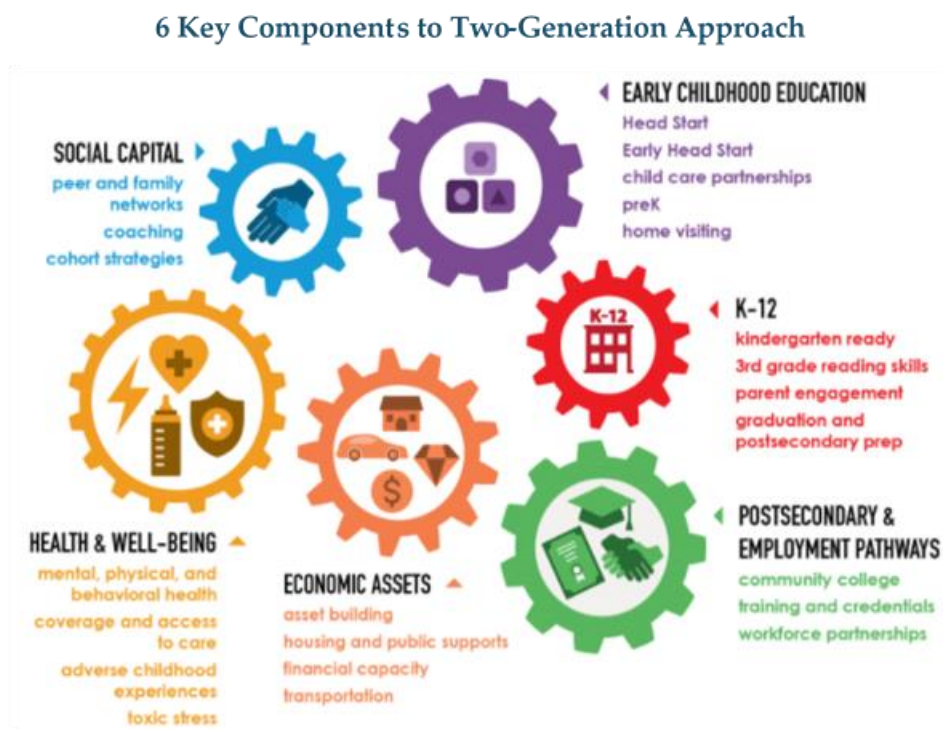 6 Key Components to Two-Generation Approach
SOCIAL CAPITAL
peer and family
networks
coaching
cohort strategies
EARLY CHILDHOOD EDUCATION
Head Start
Early Head Start
child care partnerships
preK
home visiting
K-12
K-12
kindergarten ready
3rd grade reading skills
parent engagement
graduation and
postsecondary prep
HEALTH & WELL-BEING
mental, physical, and
behavioral health
coverage and access
to care
adverse childhood
experiences
toxic stress
$
ECONOMIC ASSETS
asset building
housing and public supports
financial capacity
transportation
POSTSECONDARY &
EMPLOYMENT PATHWAYS
community college
training and credentials
workforce partnerships